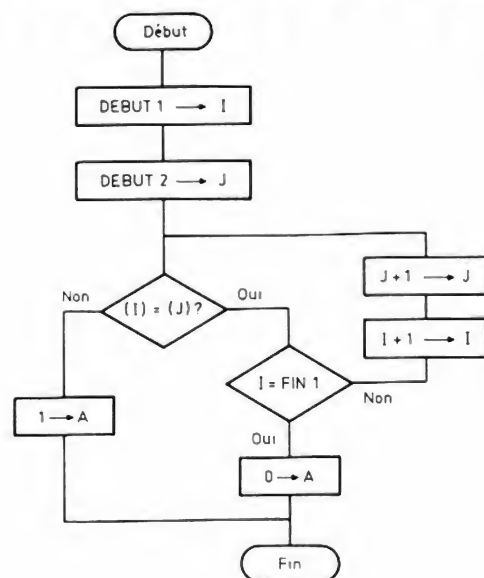 Début
DEBUT 1 → I
DEBUT 2 → J
J + 1 → J
Non
(I) = (J)?
Oui
I + 1 → I
I = FIN 1
Non
1 → A
Oui
0 → A
Fin